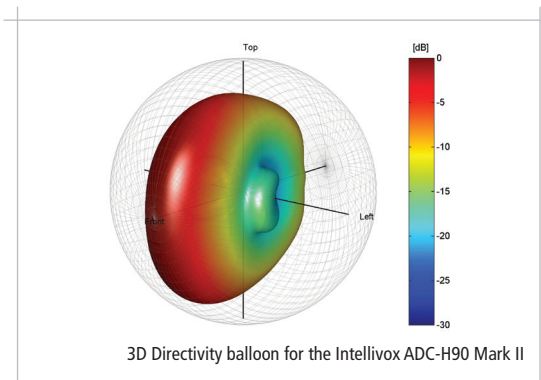 Top
[dB]
0
-5
-10
-15
-20
-25
-30
Front
Left
3D Directivity balloon for the Intellivox ADC-H90 Mark II